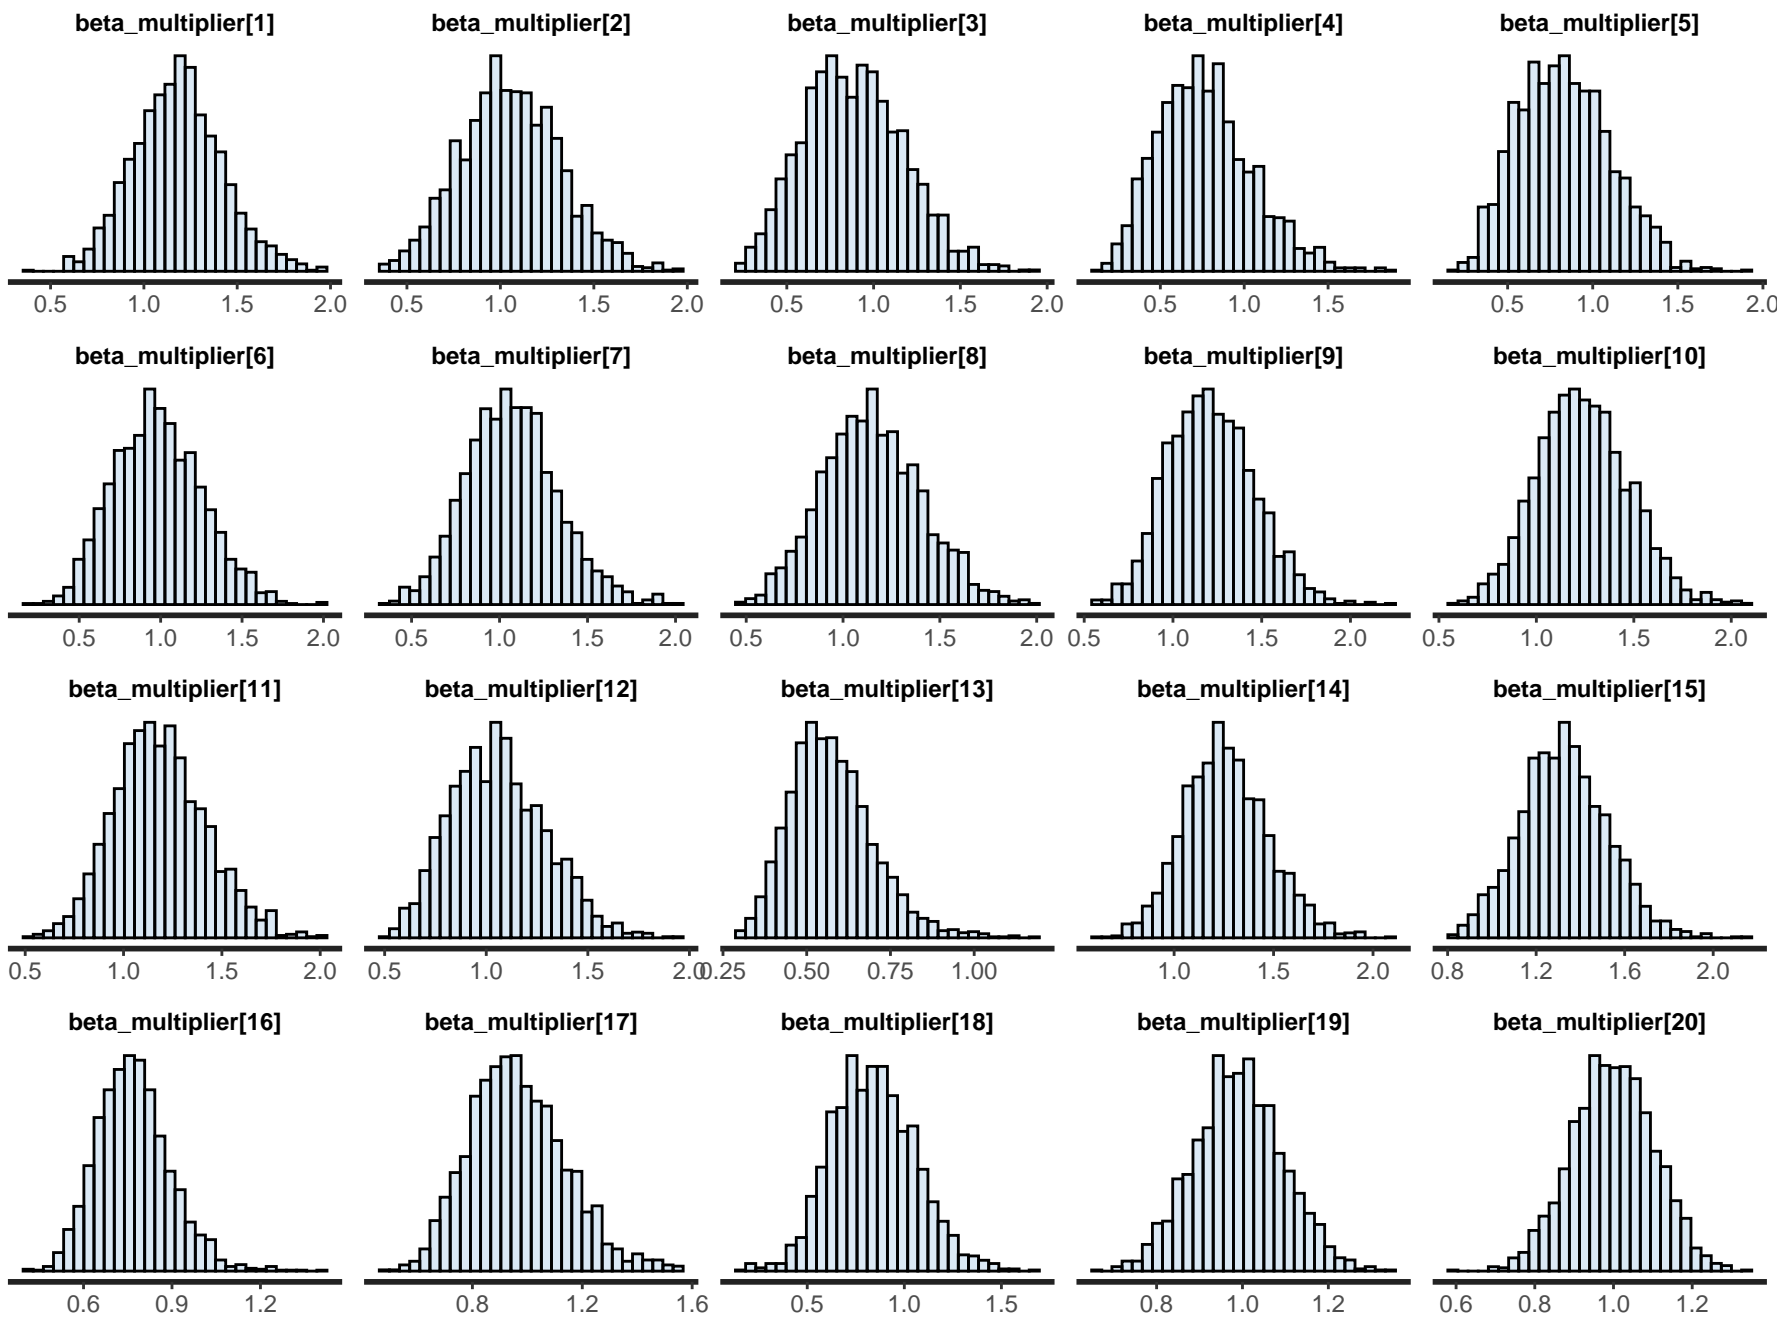 beta_multiplier[1] beta_multiplier[2] beta_multiplier[3] beta_multiplier[4] beta_multiplier[5]
0.5 1.0 1.5 2.0 0.5 1.0 1.5 2.0 0.5 1.0 1.5 2.0 0.5 1.0 1.5 0.5 1.0 1.5 2.0
beta_multiplier[6] beta_multiplier[7] beta_multiplier[8] beta_multiplier[9] beta_multiplier[10]
0.5 1.0 1.5 2.0 0.5 1.0 1.5 2.0 0.5 1.0 1.5 2.0 0.5 1.0 1.5 2.0 0.5 1.0 1.5 2.0
beta_multiplier[11] beta_multiplier[12] beta_multiplier[13] beta_multiplier[14] beta_multiplier[15]
0.5 1.0 1.5 2.0 0.5 1.0 1.5 2.0 0.25 0.50 0.75 1.00 1.0 1.5 2.0 0.8 1.2 1.6 2.0
beta_multiplier[16] beta_multiplier[17] beta_multiplier[18] beta_multiplier[19] beta_multiplier[20]
0.6 0.9 1.2 0.8 1.2 1.6 0.5 1.0 1.5 0.8 1.0 1.2 0.6 0.8 1.0 1.2